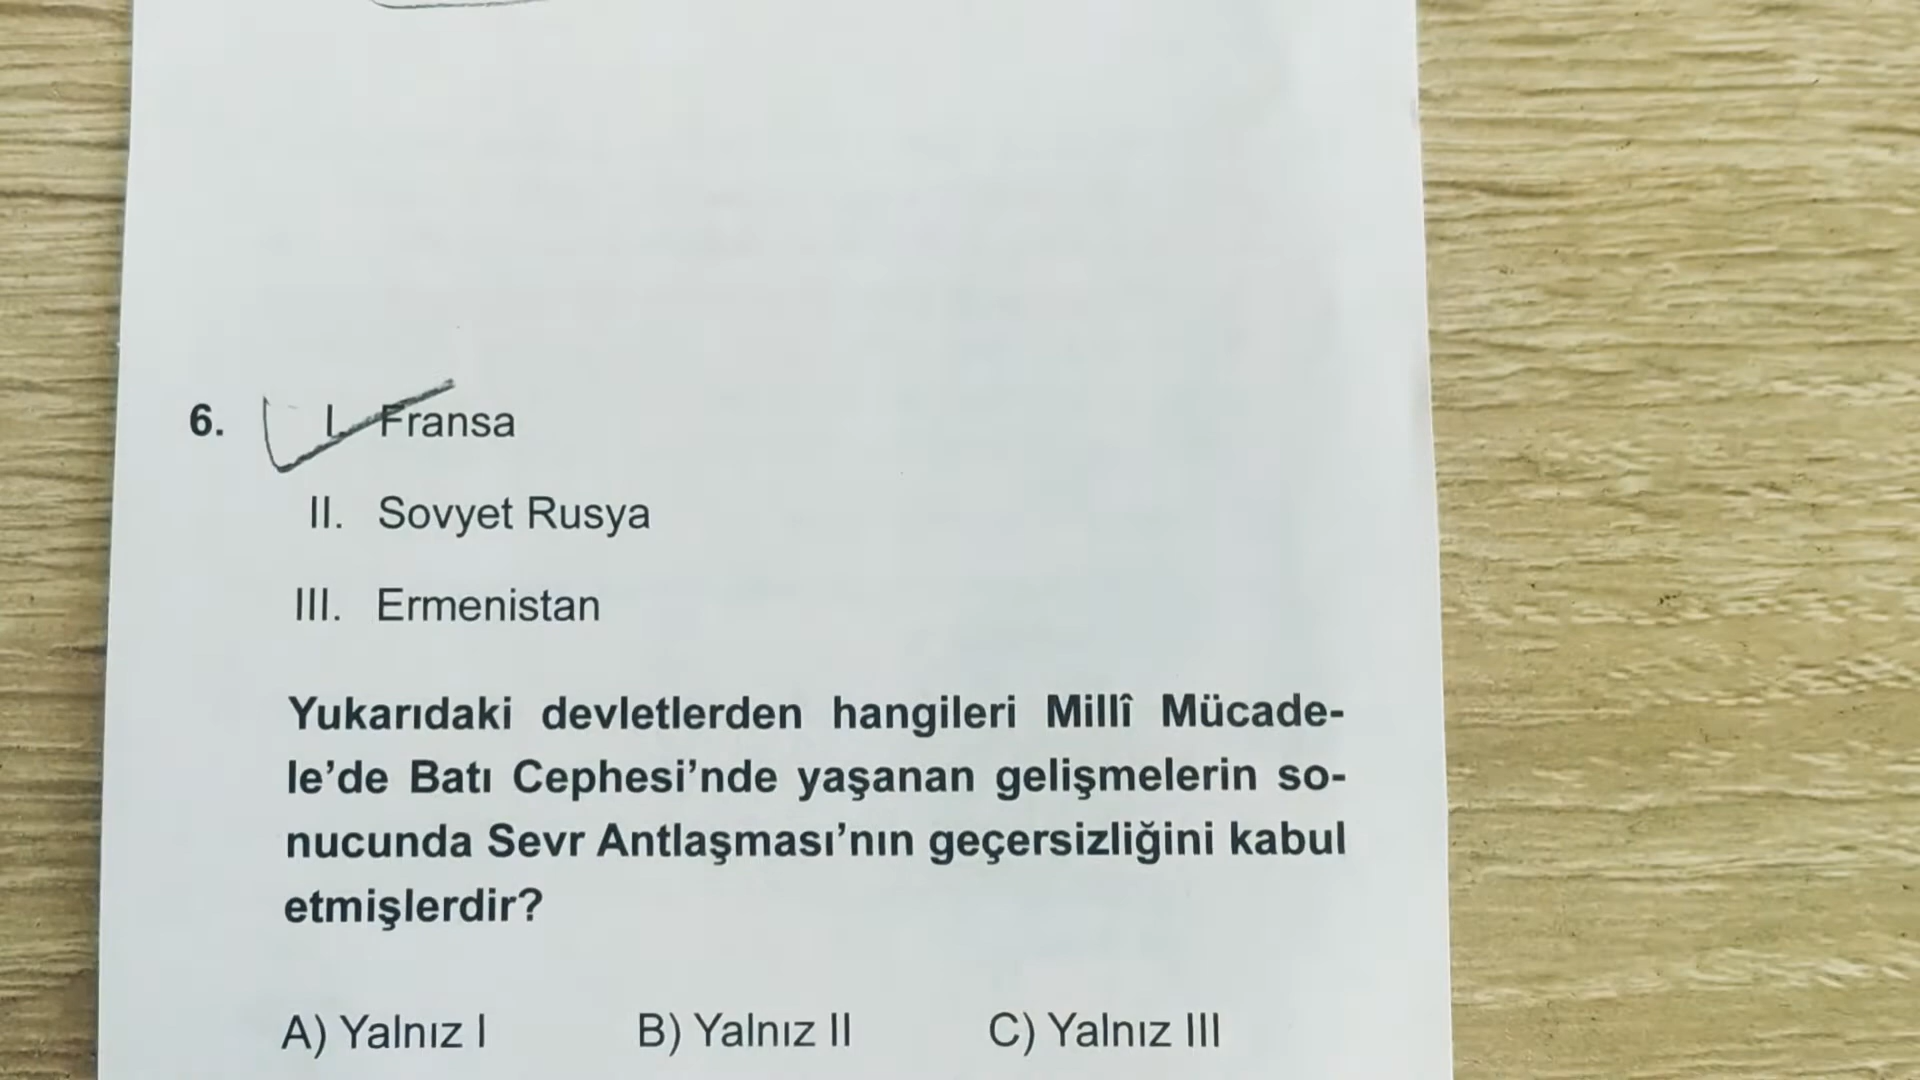 6. I. Fransa
II. Sovyet Rusya
III. Ermenistan
Yukarıdaki devletlerden hangileri Millî Mücade-
le’de Batı Cephesi’nde yaşanan gelişmelerin so-
nucunda Sevr Antlaşması’nın geçersizliğini kabul
etmişlerdir?
A) Yalnız I B) Yalnız II C) Yalnız III